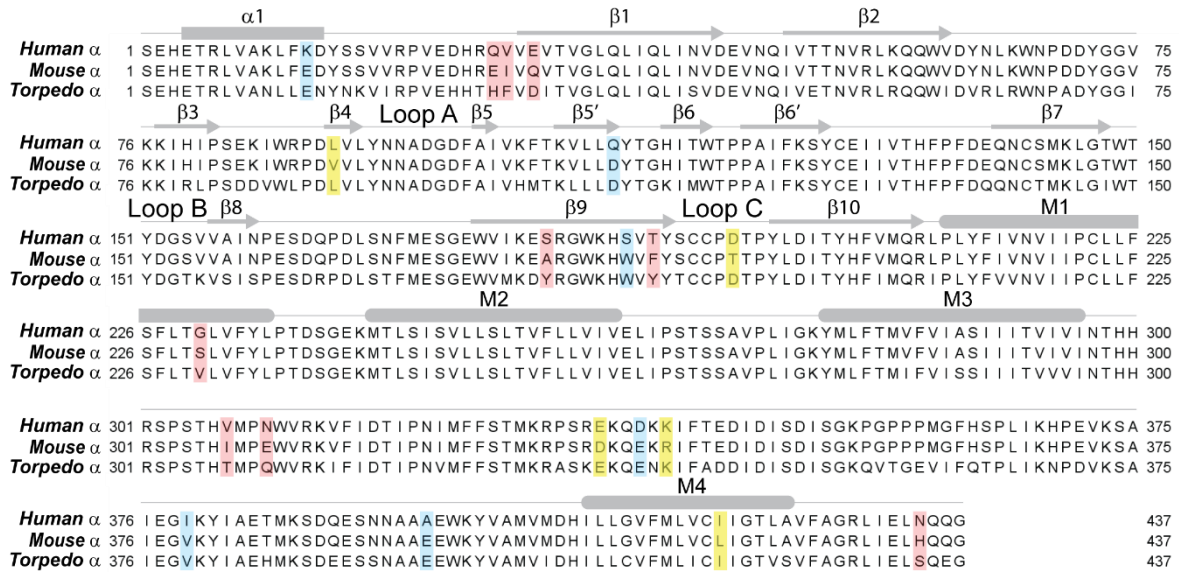 α1 β1 β2
Human α 1 SEHETRLVAKLFKDYSSVVRPVEDHRQVVEVTVGLQLIQLINVDEVNQIVTTNVRLKQQWVDYNLKWNPDDYGGV 75
Mouse α 1 SEHETRLVAKLFEDYSSVVRPVEDHREIVQVTVGLQLIQLINVDEVNQIVTTNVRLKQQWVDYNLKWNPDDYGGV 75
Torpedo α 1 SEHETRLVANLLENYNKVIRPVEHHTHFVDITVGLQLIQLINVDEVNQIVETNVRLRQQWIDVRLRWNPADYGGI 75
β3 β4 Loop A β5 β5' β6 β6' β7
Human α 76 KKIHIPSEKIWRPDLVLYNNADGDFAIVKFTKVLLQYTGHITWTPPAIFKSYCEIIVTHFPFDEQNCSMKLGTWT 150
Mouse α 76 KKIHIPSEKIWRPDVVLYNNADGDFAIVKFTKVLLDYTGHITWTPPAIFKSYCEIIVTHFPFDEQNCSMKLGTWT 150
Torpedo α 76 KKIRLPSDDVWLPDLVLYNNADGDFAIVHMTKLLLDYTGKIMWTPPAIFKSYCEIIVTHFPFDQQNCTMKLGIWT 150
Loop B β8 β9 Loop C β10 M1
Human α 151 YDGSVVAINPESDQPDLSNFMESGEWVIKESRGWKHSVTYSCCPDTPYLDITYHFVMQRLPLYFIVNVIIPCLLF 225
Mouse α 151 YDGSVVAINPESDQPDLSNFMESGEWVIKEARGWKHWVFYSCCPTTPYLDITYHFVMQRLPLYFIVNVIIPCLLF 225
Torpedo α 151 YDGTKVSISPESDRPDLSTFMESGEWVMKDYRGWKHWVYYTCCPDTPYLDITYHFIMQRIPLYFVVNVIIPCLLF 225
M2 M3
Human α 226 SFLTGLVFYLPTDSGEKMTLSISVLLSLTVFLLVIVELIPSTSSAVPLIGKYMLFTMVFVIASIIITVIVINTHH 300
Mouse α 226 SFLTSLVFYLPTDSGEKMTLSISVLLSLTVFLLVIVELIPSTSSAVPLIGKYMLFTMVFVIASIIITVIVINTHH 300
Torpedo α 226 SFLTVLVFYLPTDSGEKMTLSISVLLSLTVFLLVIVELIPSTSSAVPLIGKYMLFTMIFVISSIIITVVVINTHH 300
Human α 301 RSPSTHVMPNWVRKVFIDTIPNIMFFSTMKRPSREKQDKKIFTEDIDISDISGKPGPPPMGFHSPLIKHPEVKSA 375
Mouse α 301 RSPSTHIMPEWVRKVFIDTIPNIMFFSTMKRPSRDKQEKRIFTEDIDISDISGKPGPPPMGFHSPLIKHPEVKSA 375
Torpedo α 301 RSPSTHTMPQWVRKIFIDTIPNVMFFSTMKRASKEKQENKIFADDIDISDISGKQVTGEVIFQTPLIKNPDVKSA 375
M4
Human α 376 IEGIKYIAETMKSDQESNNAAAEWKYVAMVMDHILLGVFMLVCIIGTLAVFAGRLIELNQQG 437
Mouse α 376 IEGVKYIAETMKSDQESNNAAEEWKYVAMVMDHILLGVFMLVCLIGTLAVFAGRLIELHQQG 437
Torpedo α 376 IEGVKYIAEHMKSDEESSNAAEEWKYVAMVIDHILLCVFMLICIIGTVSVFAGRLIELSQEG 437